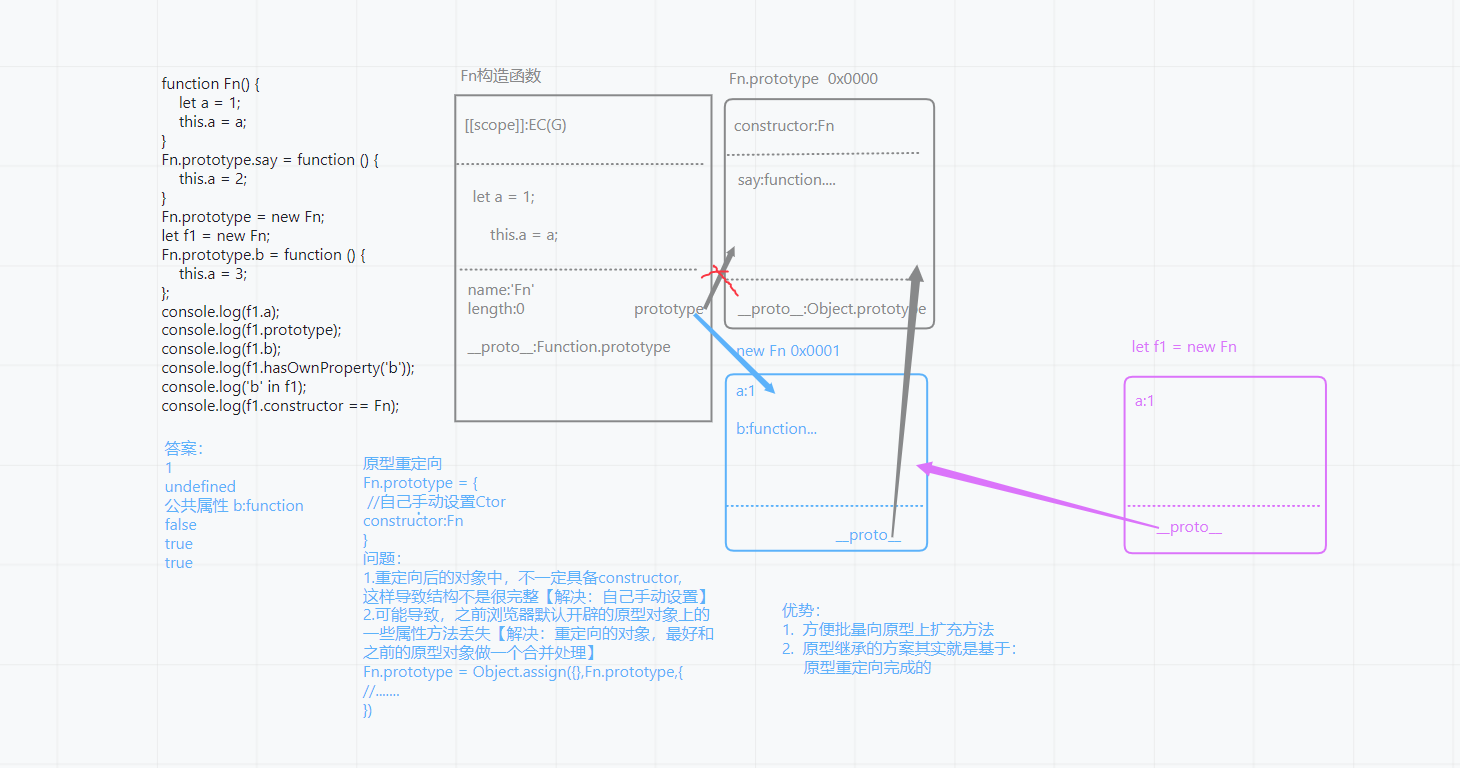 function Fn() {
let a = 1;
this.a = a;
}
Fn.prototype.say = function () {
this.a = 2;
}
Fn.prototype = new Fn;
let f1 = new Fn;
Fn.prototype.b = function () {
this.a = 3;
};
console.log(f1.a);
console.log(f1.prototype);
console.log(f1.b);
console.log(f1.hasOwnProperty('b'));
console.log('b' in f1);
console.log(f1.constructor == Fn);
答案：
1
undefined
公共属性 b:function
false
true
true
Fn构造函数
[[scope]]:EC(G)
let a = 1;
this.a = a;
name:'Fn'
length:0
prototype
__proto__:Function.prototype
Fn.prototype 0x0000
constructor:Fn
say:function....
__proto__:Object.prototype
new Fn 0x0001
a:1
b:function...
__proto__
let f1 = new Fn
a:1
__proto__
原型重定向
Fn.prototype = {
//自己手动设置Ctor
constructor:Fn
}
问题：
1.重定向后的对象中，不一定具备constructor,
这样导致结构不是很完整【解决：自己手动设置】
2.可能导致，之前浏览器默认开辟的原型对象上的
一些属性方法丢失【解决：重定向的对象，最好和
之前的原型对象做一个合并处理】
Fn.prototype = Object.assign({},Fn.prototype,{
//.......
})
优势：
1. 方便批量向原型上扩充方法
2. 原型继承的方案其实就是基于：
原型重定向完成的